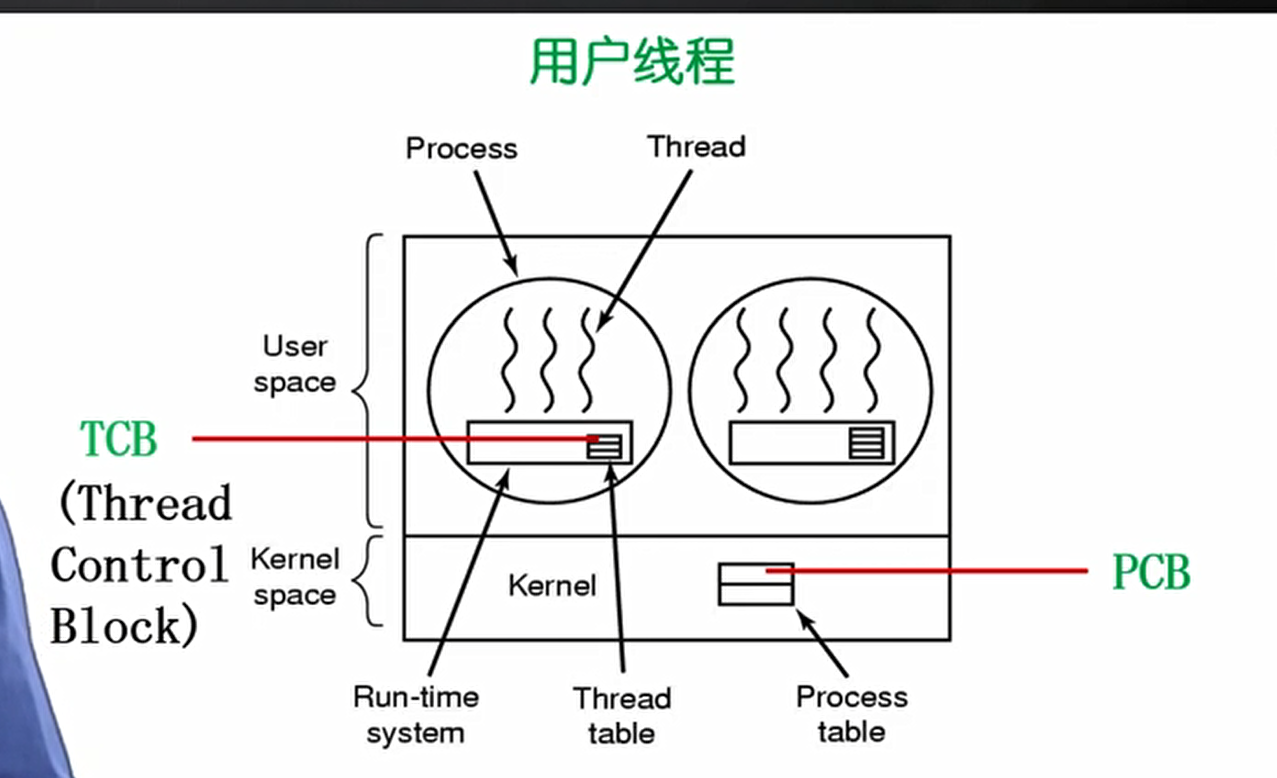 用户线程
Process
Thread
User
space
TCB
(Thread
Control
Block)
Kernel
space
Kernel
PCB
Run-time
system
Thread
table
Process
table